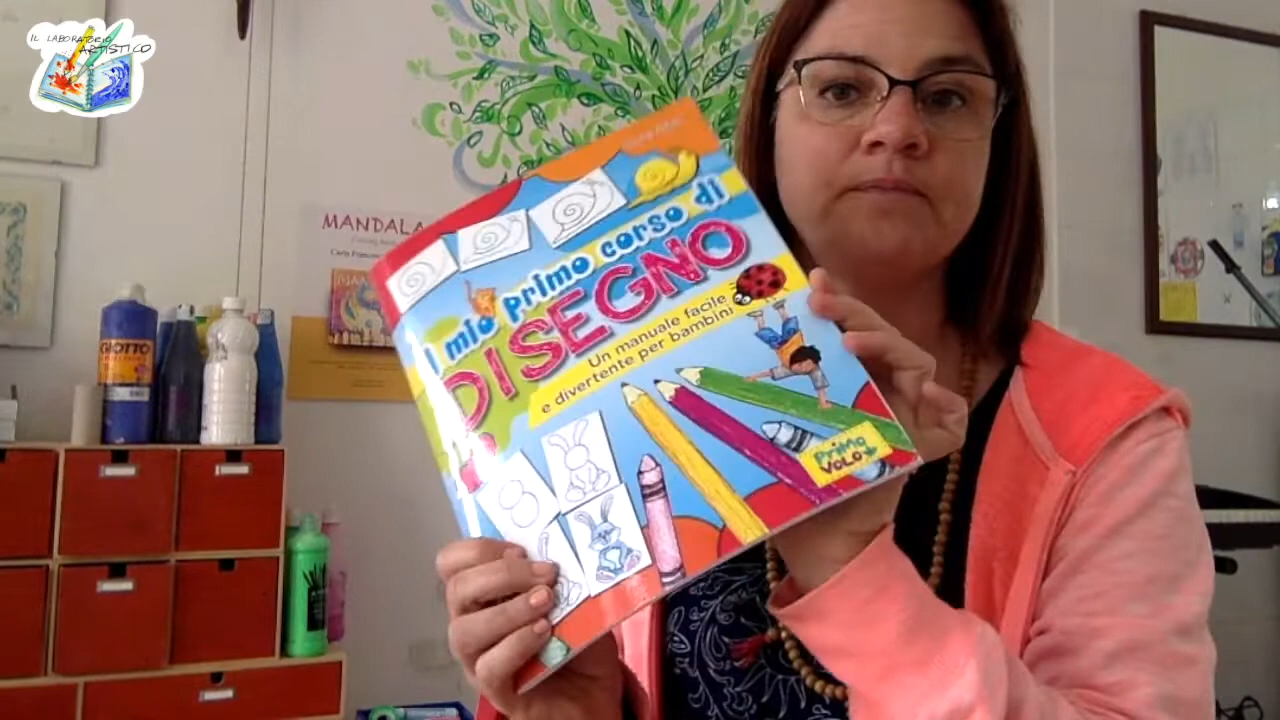 IL LABORATORIO
ARTISTICO
MANDALA
GIOTTO
Il mio primo corso di
DISEGNO
Un manuale facile
e divertente per bambini
Primo
VOLO